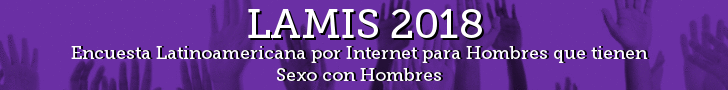 LAMIS 2018
Encuesta Latinoamericana por Internet para Hombres que tienen
Sexo con Hombres